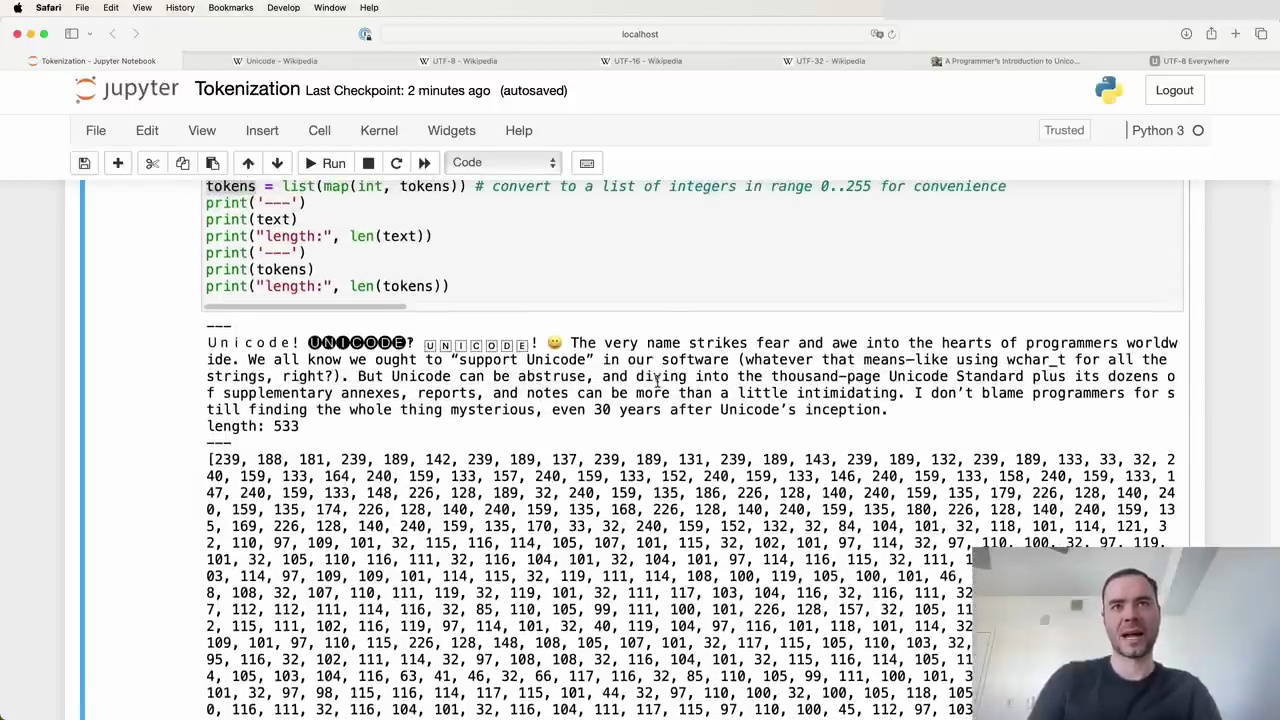 Safari File Edit View History Bookmarks Develop Window Help
localhost
Tokenization - Jupyter Notebook
Unicode - Wikipedia
UTF-8 - Wikipedia
UTF-16 - Wikipedia
UTF-32 - Wikipedia
A Programmer's Introduction to Unico...
UTF-8 Everywhere
jupyter Tokenization Last Checkpoint: 2 minutes ago (autosaved)
Logout
File Edit View Insert Cell Kernel Widgets Help
Trusted
Python 3
Run
Code
tokens = list(map(int, tokens)) # convert to a list of integers in range 0..255 for convenience
print('---')
print(text)
print("length:", len(text))
print('---')
print(tokens)
print("length:", len(tokens))
---
Unicode! 🅤🅝🅘🅒🅞🅓🅔‽ 🇺‌🇳‌🇮‌🇨‌🇴‌🇩‌🇪! 😄 The very name strikes fear and awe into the hearts of programmers worldw
ide. We all know we ought to “support Unicode” in our software (whatever that means—like using wchar_t for all the
strings, right?). But Unicode can be abstruse, and diving into the thousand-page Unicode Standard plus its dozens o
f supplementary annexes, reports, and notes can be more than a little intimidating. I don’t blame programmers for s
till finding the whole thing mysterious, even 30 years after Unicode’s inception.
length: 533
---
[239, 188, 181, 239, 189, 142, 239, 189, 137, 239, 189, 131, 239, 189, 143, 239, 189, 132, 239, 189, 133, 33, 32, 2
40, 159, 133, 164, 240, 159, 133, 157, 240, 159, 133, 152, 240, 159, 133, 146, 240, 159, 133, 158, 240, 159, 133, 1
47, 240, 159, 133, 148, 226, 128, 189, 32, 240, 159, 135, 186, 226, 128, 140, 240, 159, 135, 179, 226, 128, 140, 24
0, 159, 135, 174, 226, 128, 140, 240, 159, 135, 168, 226, 128, 140, 240, 159, 135, 180, 226, 128, 140, 240, 159, 13
5, 169, 226, 128, 140, 240, 159, 135, 170, 33, 32, 240, 159, 152, 132, 32, 84, 104, 101, 32, 118, 101, 114, 121, 3
2, 110, 97, 109, 101, 32, 115, 116, 114, 105, 107, 101, 115, 32, 102, 101, 97, 114, 32, 97, 110, 100, 32, 97, 119,
101, 32, 105, 110, 116, 111, 32, 116, 104, 101, 32, 104, 101, 97, 114, 116, 115, 32, 111,
03, 114, 97, 109, 109, 101, 114, 115, 32, 119, 111, 114, 108, 100, 119, 105, 100, 101, 46,
8, 108, 32, 107, 110, 111, 119, 32, 119, 101, 32, 111, 117, 103, 104, 116, 32, 116, 111,
7, 112, 112, 111, 114, 116, 32, 85, 110, 105, 99, 111, 100, 101, 226, 128, 157, 32, 105,
2, 115, 111, 102, 116, 119, 97, 114, 101, 32, 40, 119, 104, 97, 116, 101, 118, 101, 114,
109, 101, 97, 110, 115, 226, 128, 148, 108, 105, 107, 101, 32, 117, 115, 105, 110, 103, 32,
95, 116, 32, 102, 111, 114, 32, 97, 108, 108, 32, 116, 104, 101, 32, 115, 116, 114,
4, 105, 103, 104, 116, 63, 41, 46, 32, 66, 117, 116, 32, 85, 110, 105, 99, 111, 100, 101,
101, 32, 97, 98, 115, 116, 114, 117, 115, 101, 44, 32, 97, 110, 100, 32, 100, 105, 118,
0, 116, 111, 32, 116, 104, 101, 32, 116, 104, 111, 117, 115, 97, 110, 100, 45, 112, 97,